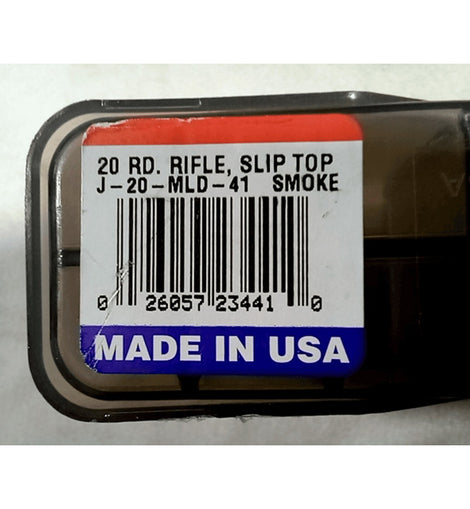 20 RD. RIFLE, SLIP TOP
J-20-MLD-41 SMOKE
0 26057 23441 0
MADE IN USA